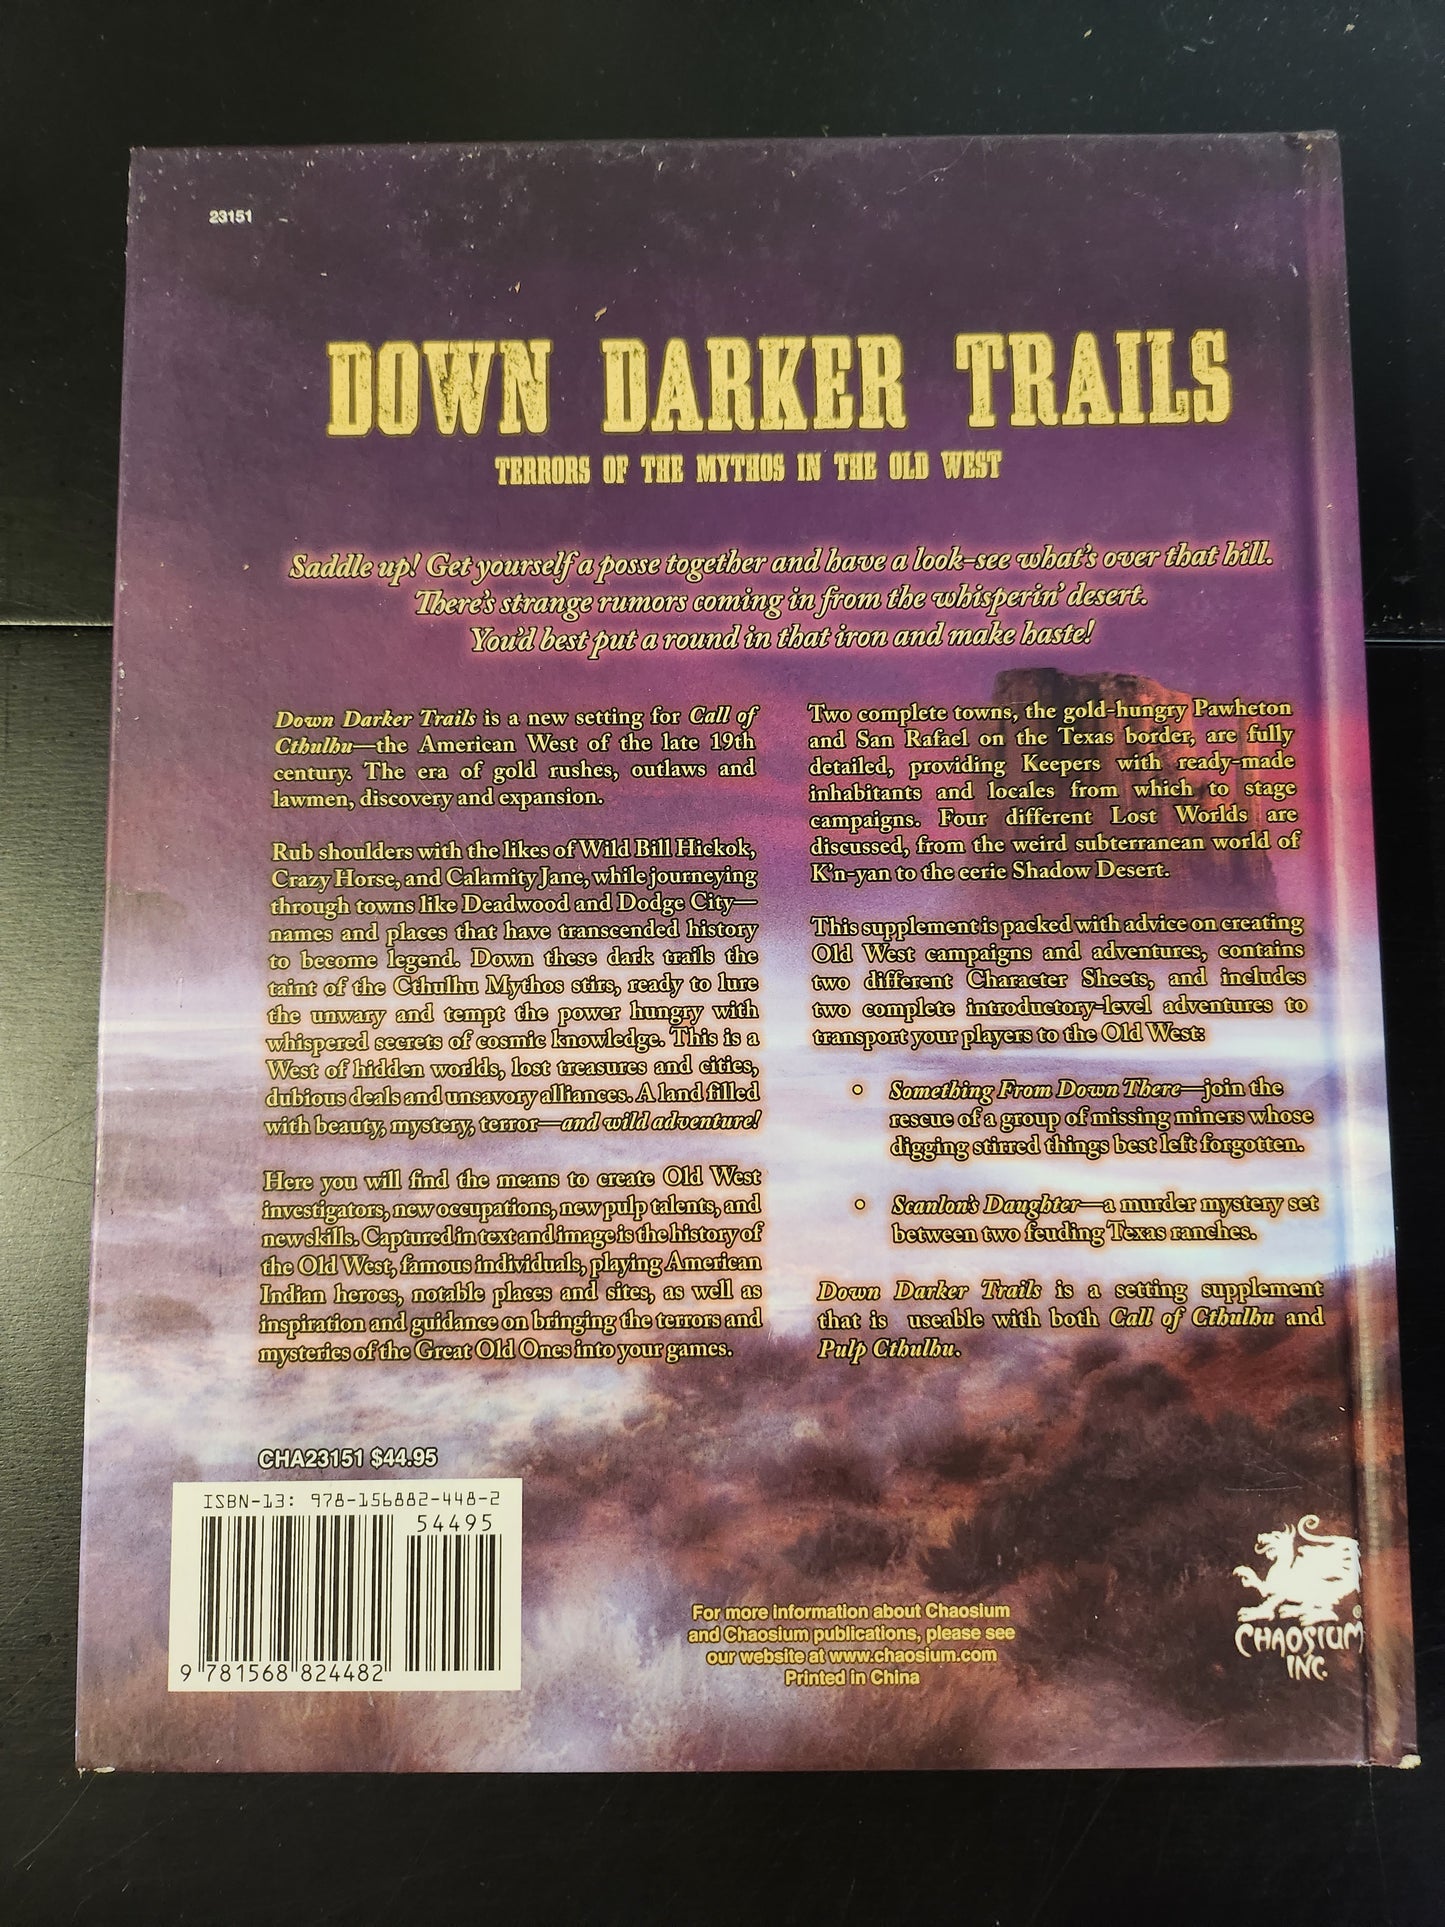 23151
DOWN DARKER TRAILS
TERRORS OF THE MYTHOS IN THE OLD WEST
Saddle up! Get yourself a posse together and have a look-see what's over that hill.
There's strange rumors coming in from the whisperin' desert.
You'd best put a round in that iron and make haste!
Down Darker Trails is a new setting for Call of
Cthulhu—the American West of the late 19th
century. The era of gold rushes, outlaws and
lawmen, discovery and expansion.
Rub shoulders with the likes of Wild Bill Hickok,
Crazy Horse, and Calamity Jane, while journeying
through towns like Deadwood and Dodge City—
names and places that have transcended history
to become legend. Down these dark trails the
taint of the Cthulhu Mythos stirs, ready to lure
the unwary and tempt the power hungry with
whispered secrets of cosmic knowledge. This is a
West of hidden worlds, lost treasures and cities,
dubious deals and unsavory alliances. A land filled
with beauty, mystery, terror—and wild adventure!
Here you will find the means to create Old West
investigators, new occupations, new pulp talents, and
new skills. Captured in text and image is the history of
the Old West, famous individuals, playing American
Indian heroes, notable places and sites, as well as
inspiration and guidance on bringing the terrors and
mysteries of the Great Old Ones into your games.
Two complete towns, the gold-hungry Pawheton
and San Rafael on the Texas border, are fully
detailed, providing Keepers with ready-made
inhabitants and locales from which to stage
campaigns. Four different Lost Worlds are
discussed, from the weird subterranean world of
K'n-yan to the eerie Shadow Desert.
This supplement is packed with advice on creating
Old West campaigns and adventures, contains
two different Character Sheets, and includes
two complete introductory-level adventures to
transport your players to the Old West:
• Something From Down There—join the
rescue of a group of missing miners whose
digging stirred things best left forgotten.
• Scanlon's Daughter—a murder mystery set
between two feuding Texas ranches.
Down Darker Trails is a setting supplement
that is useable with both Call of Cthulhu and
Pulp Cthulhu.
CHA23151 $44.95
ISBN-13: 978-156882-448-2
54495
9 781568 824482
For more information about Chaosium
and Chaosium publications, please see
our website at www.chaosium.com
Printed in China
CHAOSIUM
INC.